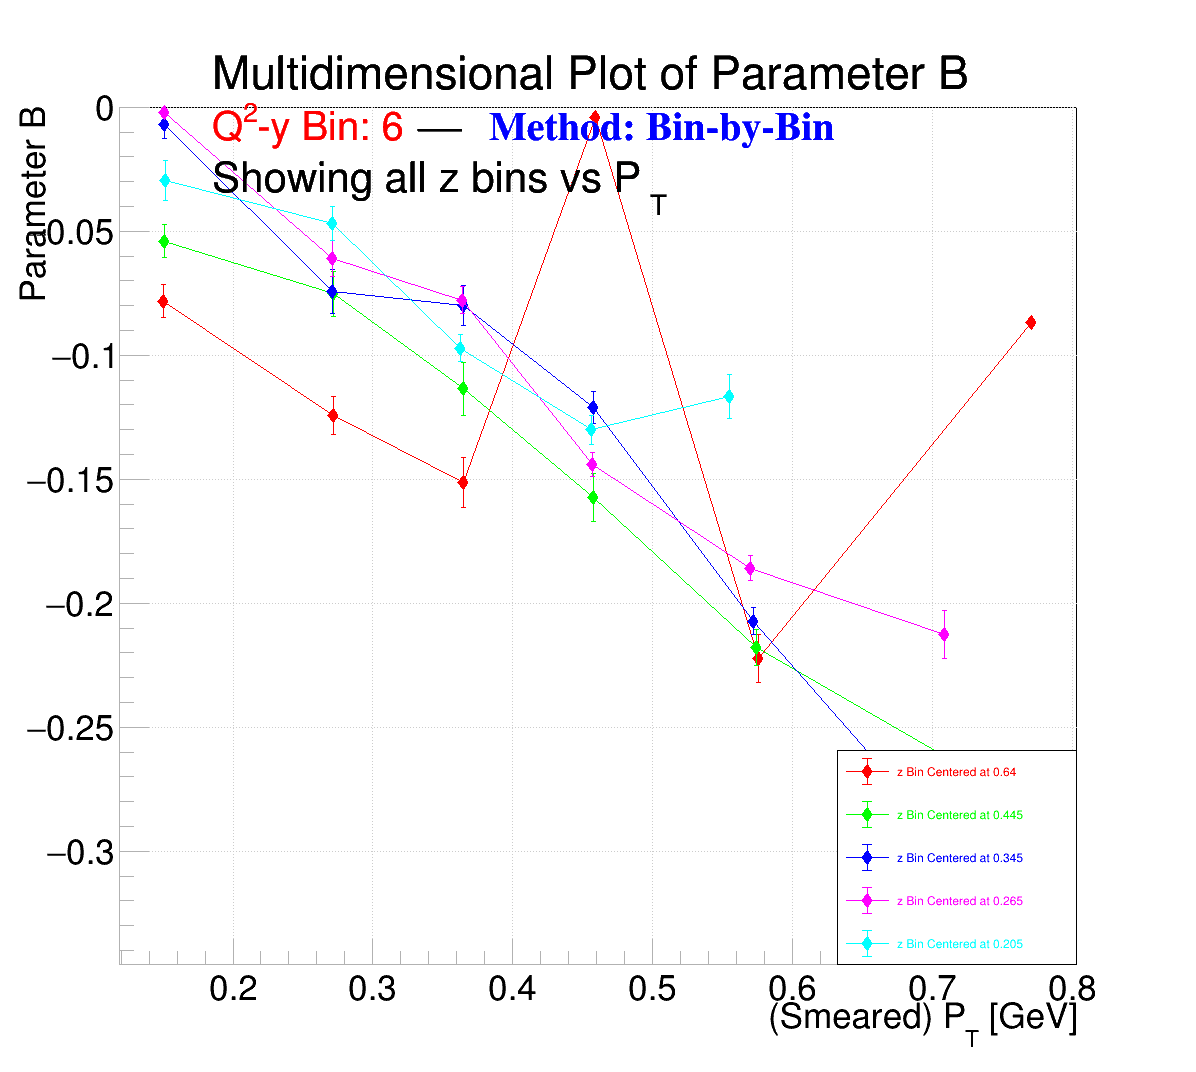 Multidimensional Plot of Parameter B
Q2-y Bin: 6 — Method: Bin-by-Bin
Showing all z bins vs PT
Parameter B
0
−0.05
−0.1
−0.15
−0.2
−0.25
−0.3
z Bin Centered at 0.64
z Bin Centered at 0.445
z Bin Centered at 0.345
z Bin Centered at 0.265
z Bin Centered at 0.205
0.2 0.3 0.4 0.5 0.6 0.7 0.8
(Smeared) PT [GeV]